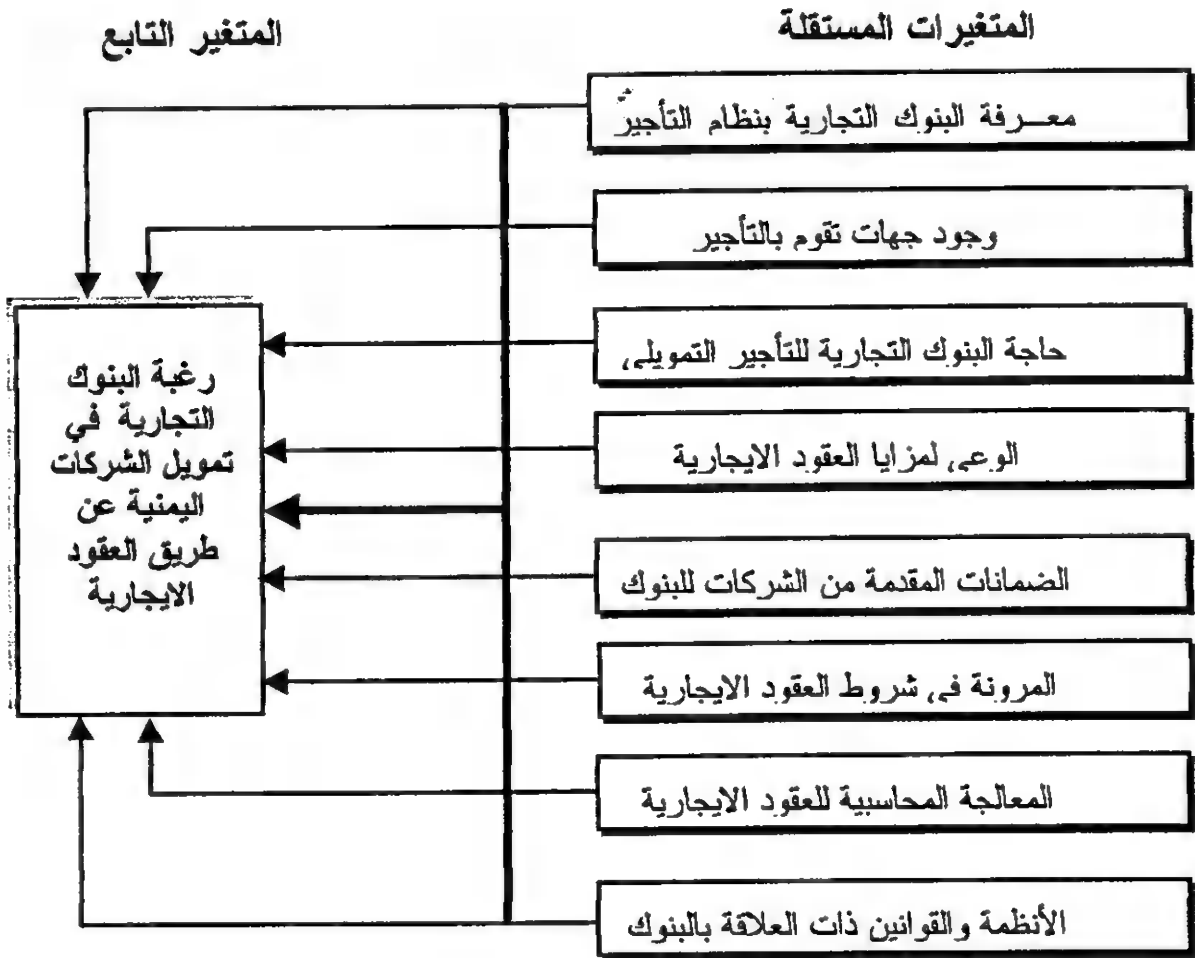 المتغيرات المستقلة
المتغير التابع
معـــرفة البنوك التجارية بنظام التأجير
وجود جهات تقوم بالتأجير
حاجة البنوك التجارية للتأجير التمويلي
الوعي لمزايا العقود الايجارية
الضمانات المقدمة من الشركات للبنوك
المرونة في شروط العقود الايجارية
المعالجة المحاسبية للعقود الايجارية
الأنظمة والقوانين ذات العلاقة بالبنوك
رغبة البنوك
التجارية في
تمويل الشركات
اليمنية عن
طريق العقود
الايجارية